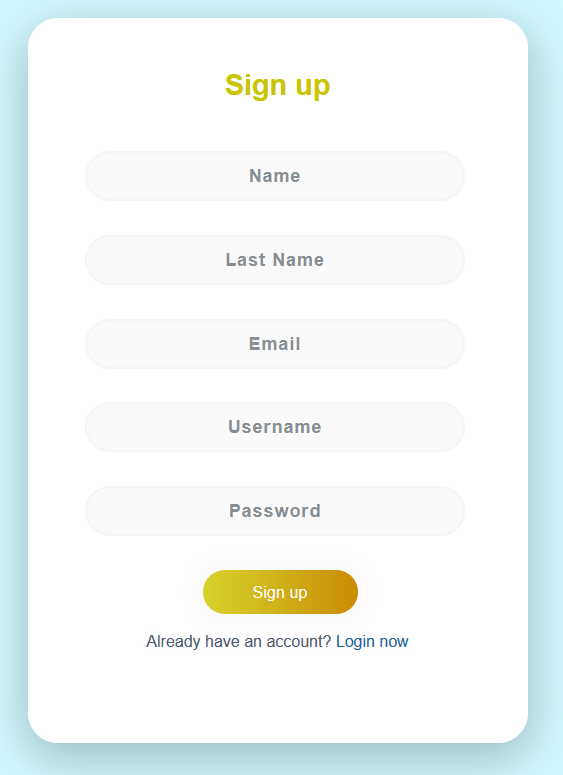 Sign up
Name
Last Name
Email
Username
Password
Sign up
Already have an account? Login now